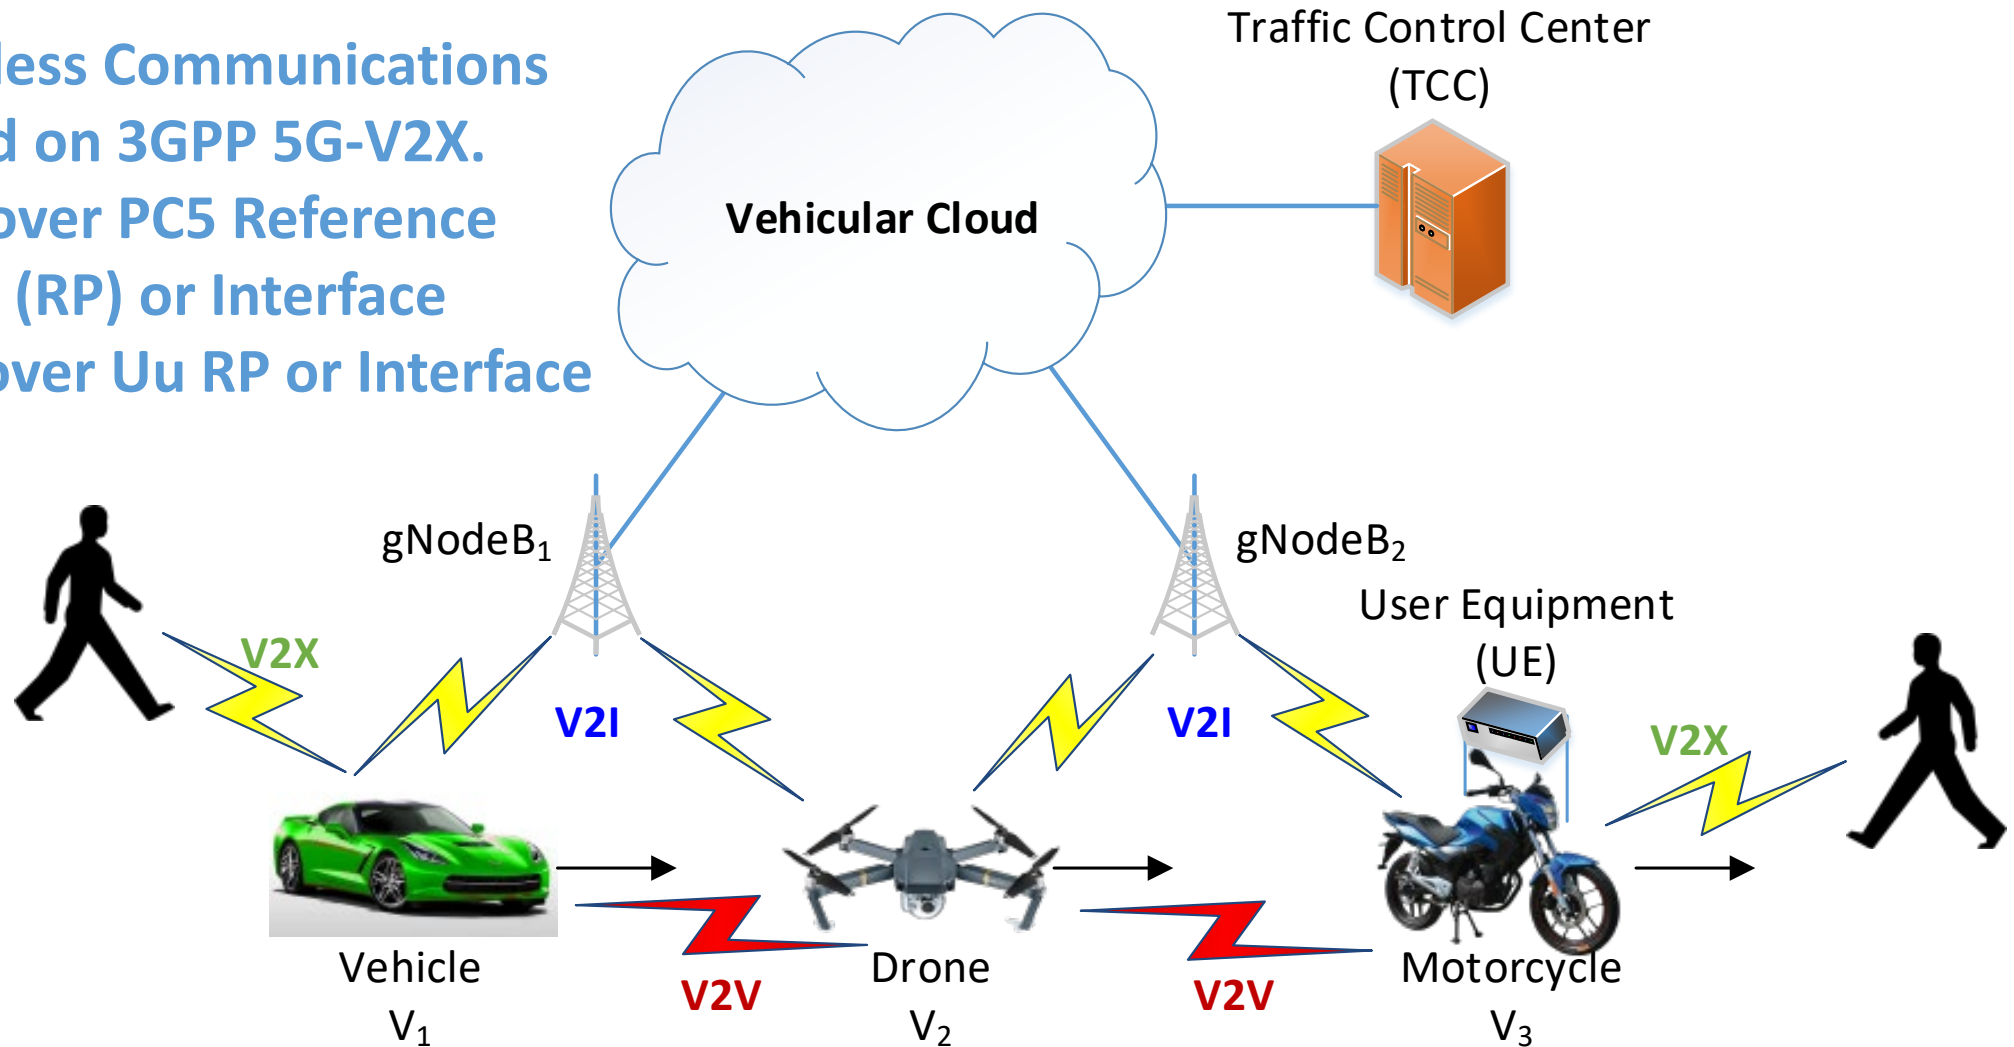 less Communications
d on 3GPP 5G-V2X.
over PC5 Reference
(RP) or Interface
over Uu RP or Interface
Traffic Control Center
(TCC)
Vehicular Cloud
gNodeB₁
gNodeB₂
User Equipment
(UE)
V2X
V2I
V2I
V2X
Vehicle
V₁
V2V
Drone
V₂
V2V
Motorcycle
V₃